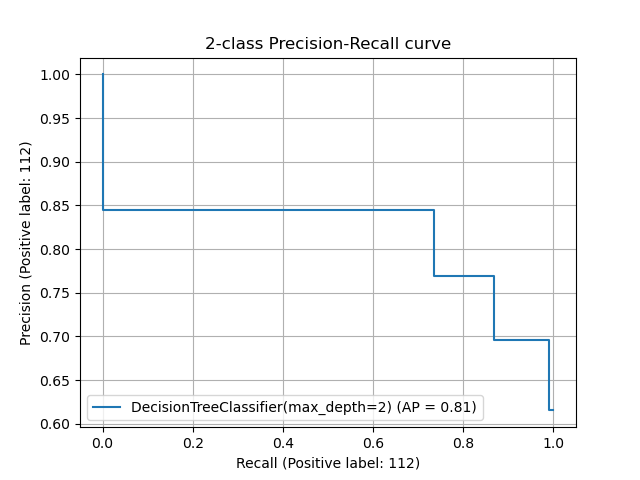 2-class Precision-Recall curve
1.00
0.95
0.90
0.85
0.80
0.75
0.70
0.65
0.60
Precision (Positive label: 112)
DecisionTreeClassifier(max_depth=2) (AP = 0.81)
0.0 0.2 0.4 0.6 0.8 1.0
Recall (Positive label: 112)